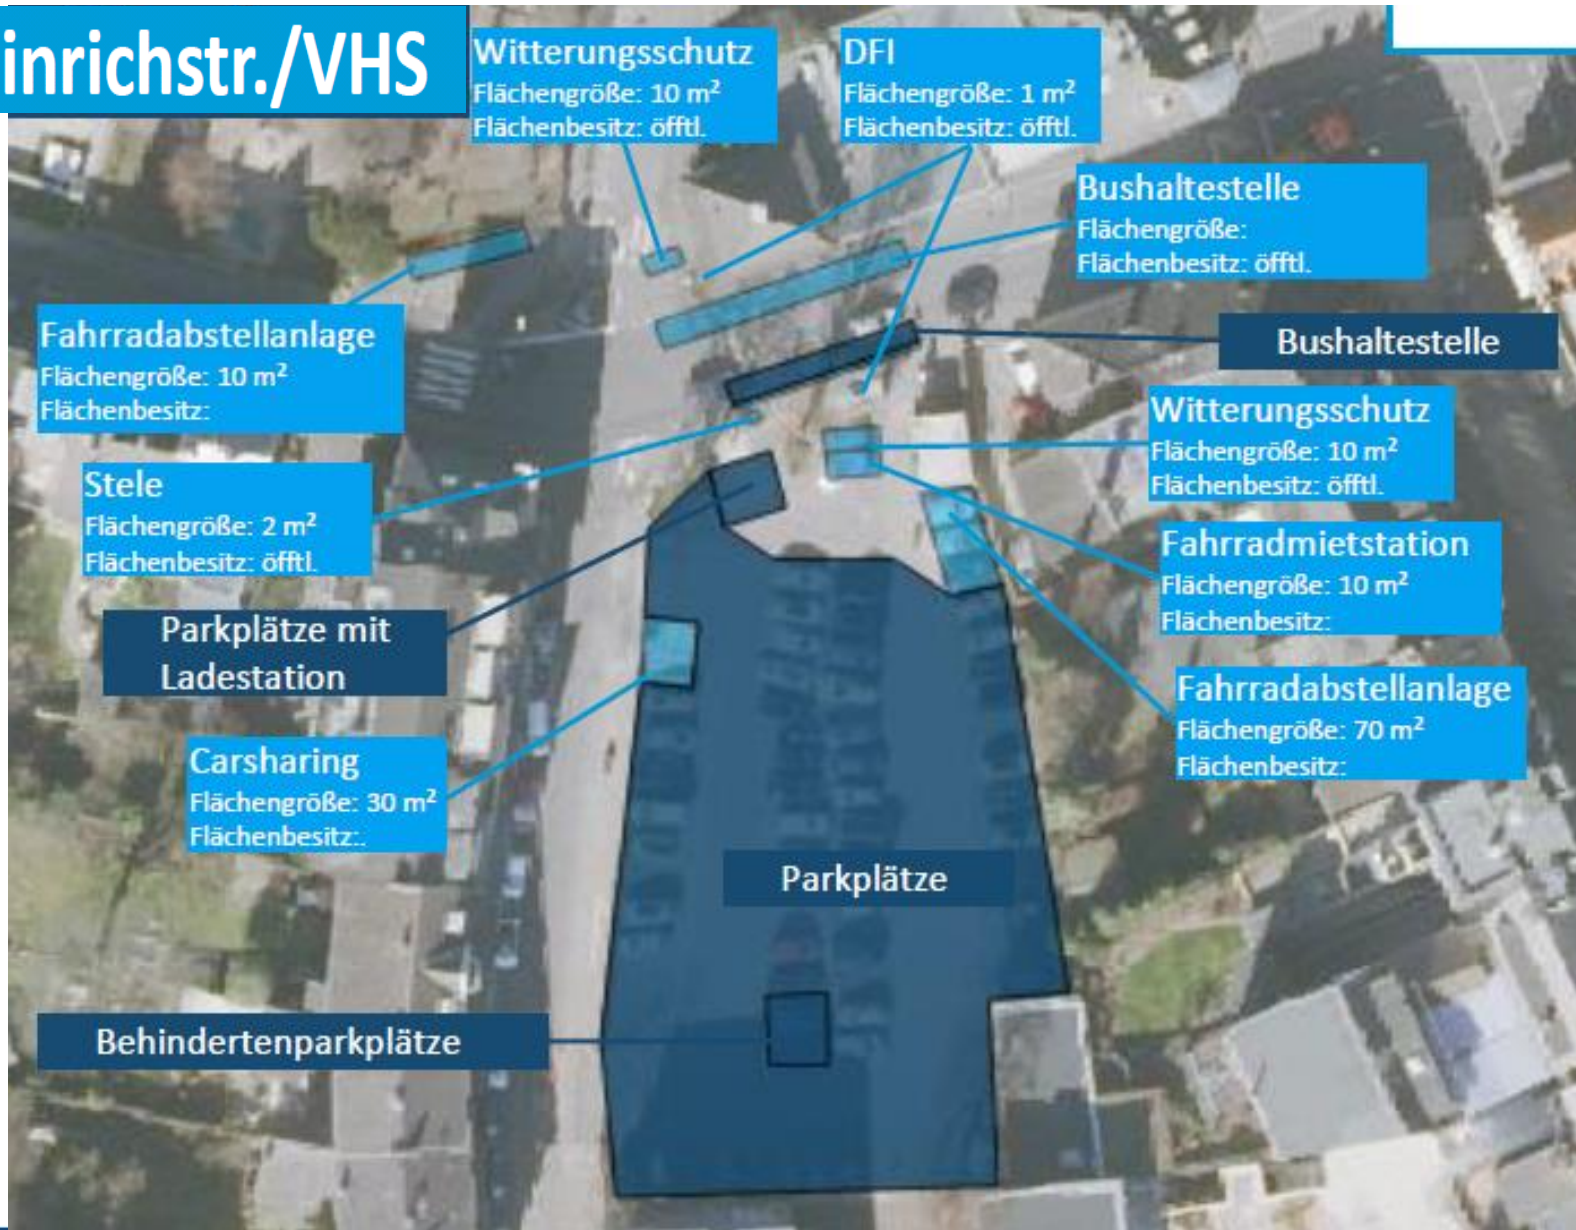 inrichstr./VHS
Witterungsschutz
Flächengröße: 10 m²
Flächenbesitz: öfftl.
DFI
Flächengröße: 1 m²
Flächenbesitz: öfftl.
Bushaltestelle
Flächengröße:
Flächenbesitz: öfftl.
Fahrradabstellanlage
Flächengröße: 10 m²
Flächenbesitz:
Bushaltestelle
Witterungsschutz
Flächengröße: 10 m²
Flächenbesitz: öfftl.
Stele
Flächengröße: 2 m²
Flächenbesitz: öfftl.
Fahrradmietstation
Flächengröße: 10 m²
Flächenbesitz:
Parkplätze mit
Ladestation
Fahrradabstellanlage
Flächengröße: 70 m²
Flächenbesitz:
Carsharing
Flächengröße: 30 m²
Flächenbesitz:.
Parkplätze
Behindertenparkplätze